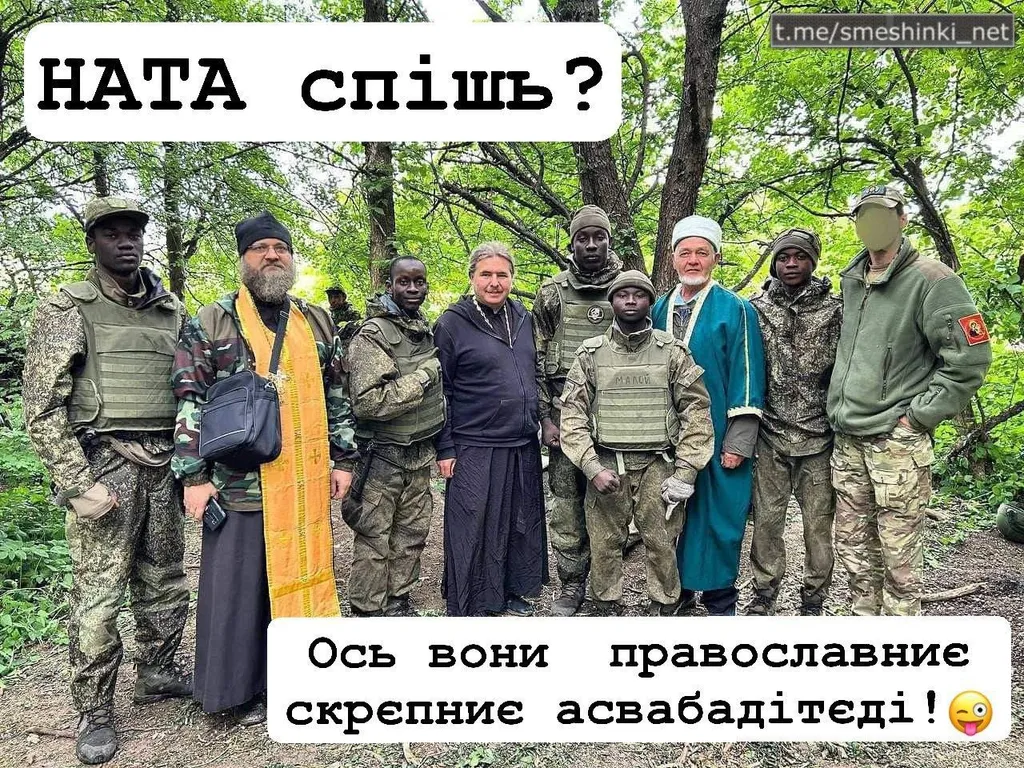 t.me/smeshinki_net
НАТА спішь?
МАЛОЙ
Ось вони православниє
скрєпниє асвабадітєді!😜